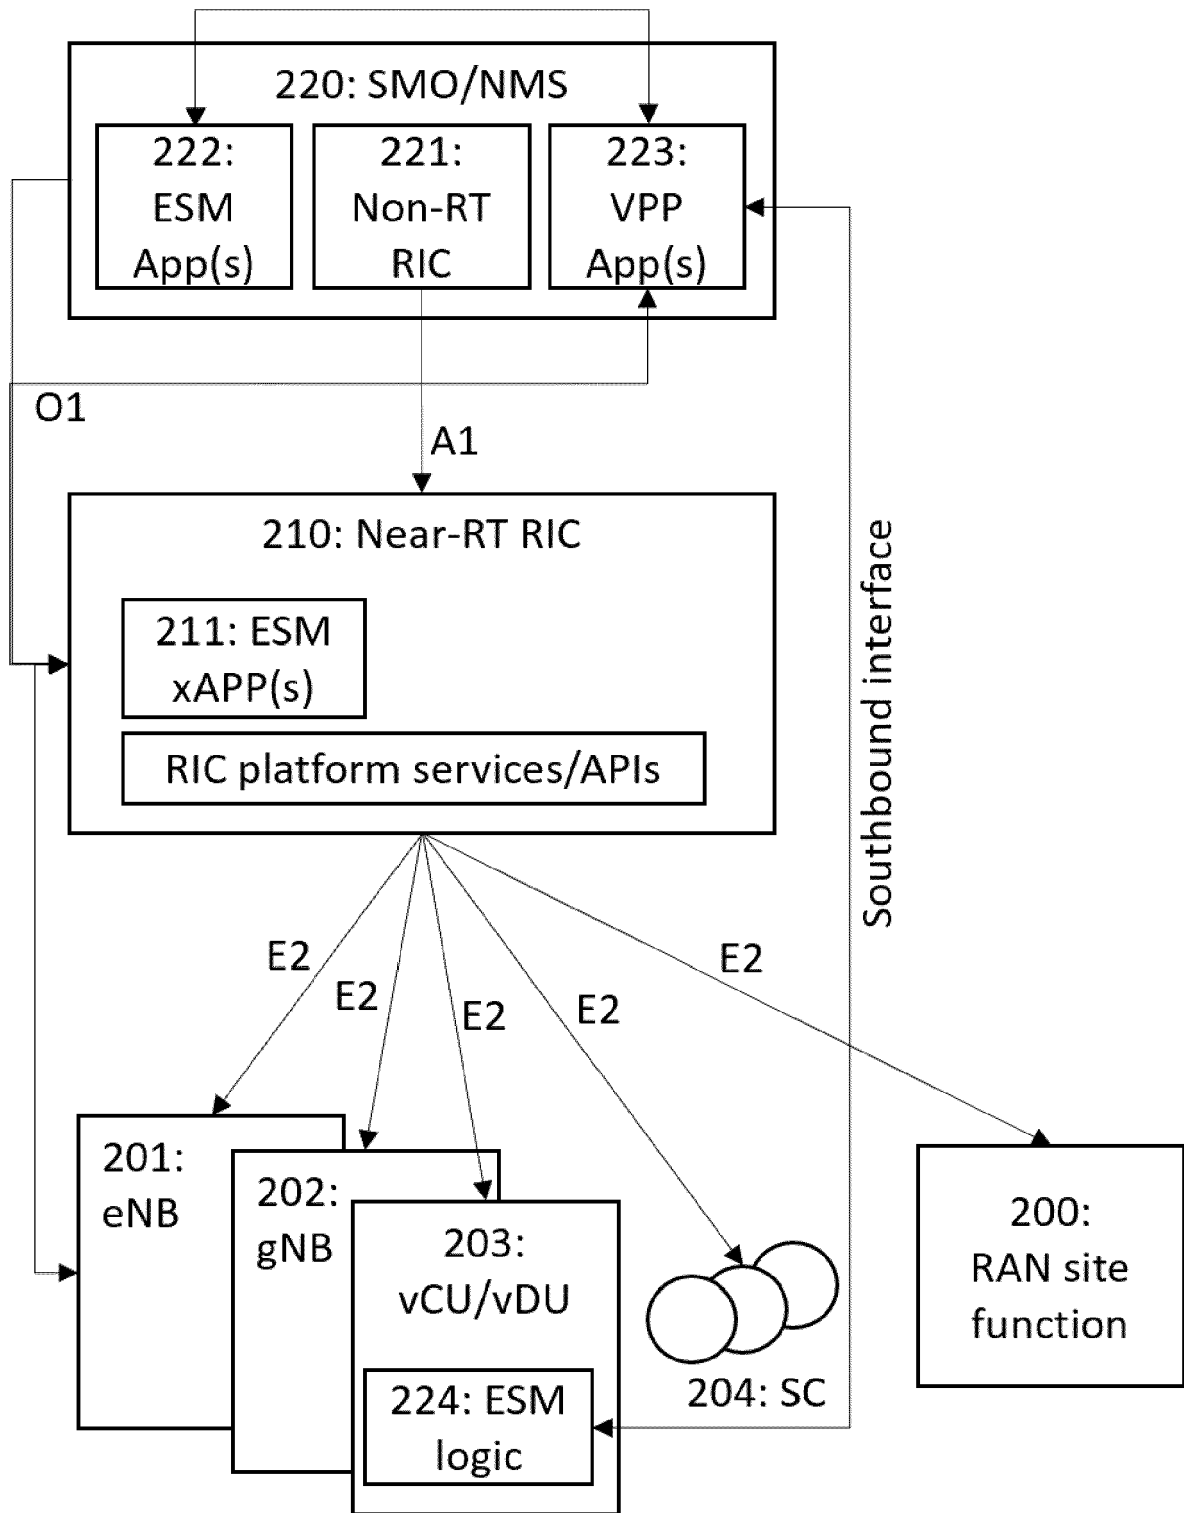 220: SMO/NMS
222:
ESM
App(s)
221:
Non-RT
RIC
223:
VPP
App(s)
O1
A1
210: Near-RT RIC
211: ESM
xAPP(s)
RIC platform services/APIs
Southbound interface
E2
E2
E2
E2
E2
201:
eNB
202:
gNB
203:
vCU/vDU
224: ESM
logic
204: SC
200:
RAN site
function